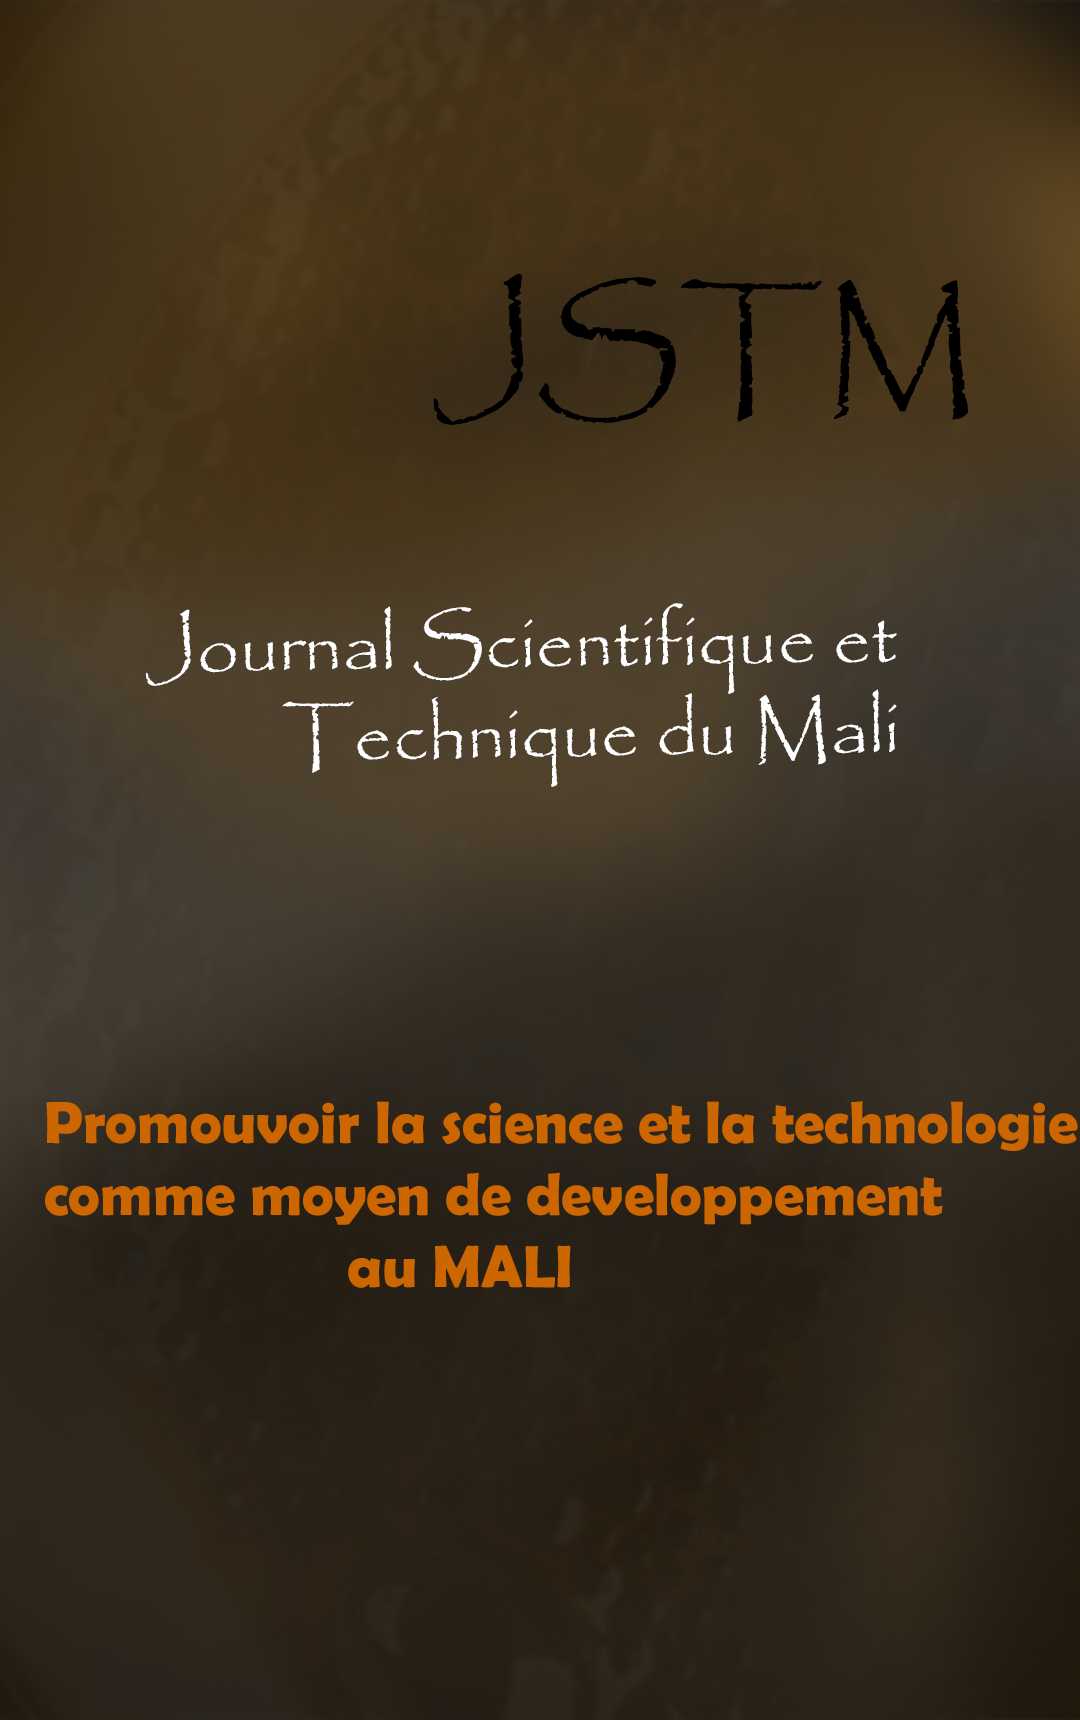 JSTM
Journal Scientifique et
Technique du Mali
Promouvoir la science et la technologie
comme moyen de developpement
au MALI